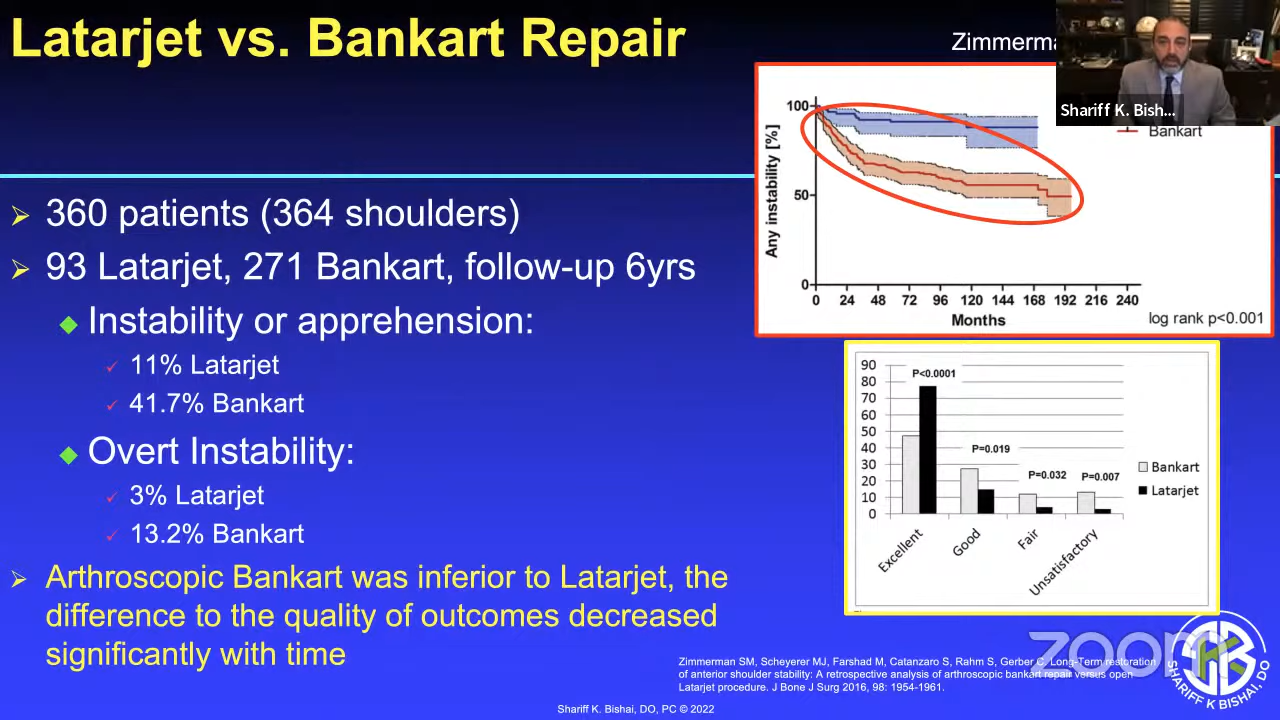 Latarjet vs. Bankart Repair
Shariff K. Bish...
360 patients (364 shoulders)
93 Latarjet, 271 Bankart, follow-up 6yrs
Instability or apprehension:
11% Latarjet
41.7% Bankart
Overt Instability:
3% Latarjet
13.2% Bankart
Arthroscopic Bankart was inferior to Latarjet, the
difference to the quality of outcomes decreased
significantly with time
Any instability [%]
100
50
0
0 24 48 72 96 120 144 168 192 216 240
Months
Bankart
log rank p<0.001
90
80
70
60
50
40
30
20
10
0
P<0.0001
P=0.019
P=0.032
P=0.007
Excellent
Good
Fair
Unsatisfactory
Bankart
Latarjet
Zimmerman SM, Scheyerer MJ, Farshad M, Catanzaro S, Rahm S, Gerber C. Long-Term restoration
of anterior shoulder stability: A retrospective analysis of arthroscopic bankart repair versus open
Latarjet procedure. J Bone J Surg 2016, 98: 1954-1961.
zoom
SHARIFF K BISHAI, DO
Shariff K. Bishai, DO, PC © 2022